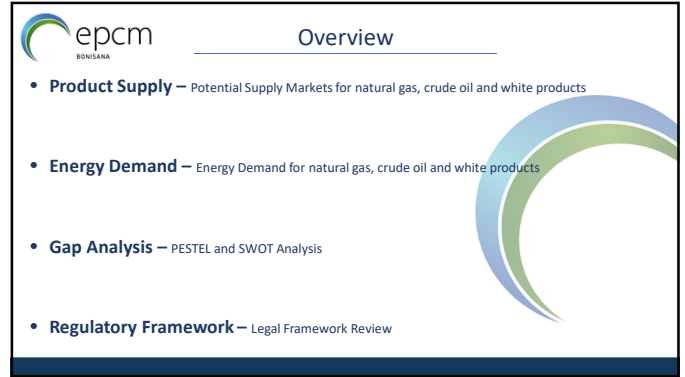 epcm
BONISANA
Overview
• Product Supply – Potential Supply Markets for natural gas, crude oil and white products
• Energy Demand – Energy Demand for natural gas, crude oil and white products
• Gap Analysis – PESTEL and SWOT Analysis
• Regulatory Framework – Legal Framework Review